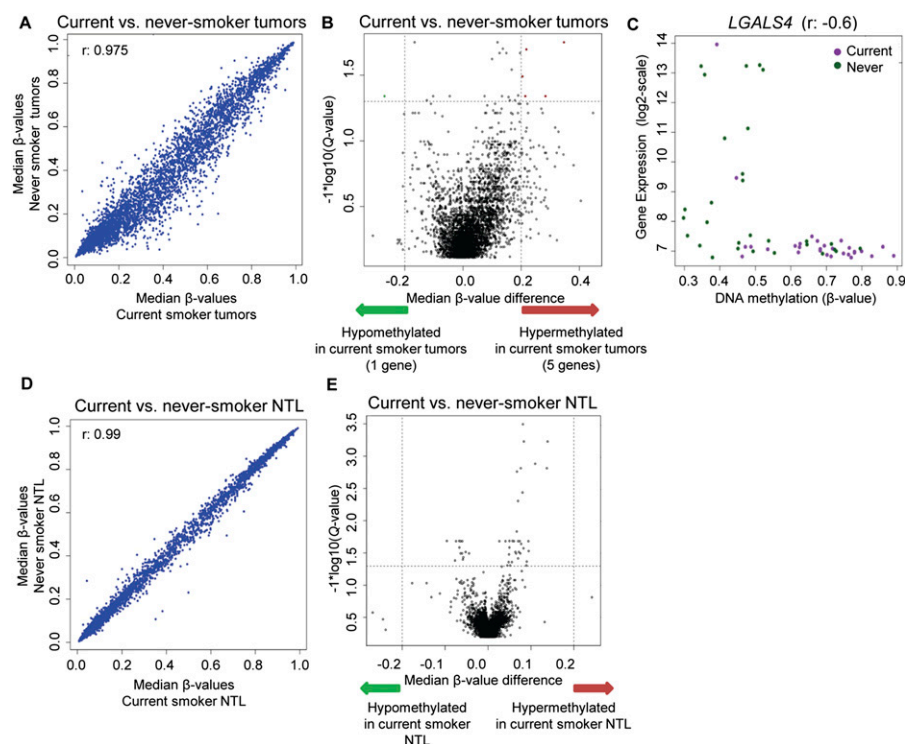 A
Current vs. never-smoker tumors
r: 0.975
Median β-values
Never smoker tumors
1.0
0.8
0.6
0.4
0.2
0.0
0.0 0.2 0.4 0.6 0.8 1.0
Median β-values
Current smoker tumors
B
Current vs. never-smoker tumors
-1*log10(Q-value)
1.5
1.0
0.5
-0.2 0.0 0.2 0.4
Median β-value difference
Hypomethylated
in current smoker tumors
(1 gene)
Hypermethylated
in current smoker tumors
(5 genes)
C
LGALS4 (r: -0.6)
Current
Never
Gene Expression (log2-scale)
14
13
12
11
10
9
8
7
0.3 0.4 0.5 0.6 0.7 0.8 0.9
DNA methylation (β-value)
D
Current vs. never-smoker NTL
r: 0.99
Median β-values
Never smoker NTL
1.0
0.8
0.6
0.4
0.2
0.0
0.0 0.2 0.4 0.6 0.8 1.0
Median β-values
Current smoker NTL
E
Current vs. never-smoker NTL
-1*log10(Q-value)
3.5
3.0
2.5
2.0
1.5
1.0
0.5
-0.2 -0.1 0.0 0.1 0.2
Median β-value difference
Hypomethylated
in current smoker
NTL
Hypermethylated
in current smoker NTL